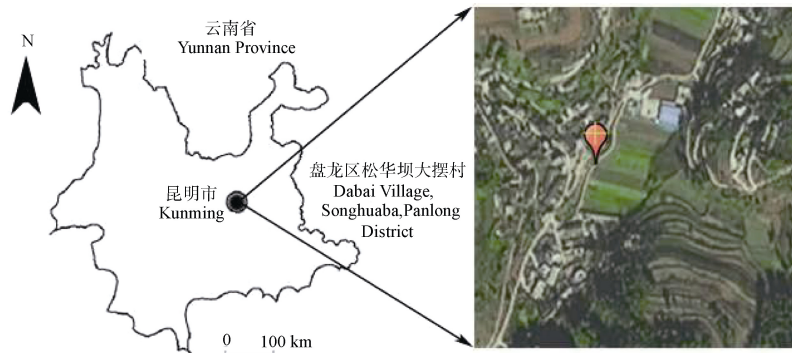 N
云南省
Yunnan Province
昆明市
Kunming
盘龙区松华坝大摆村
Dabai Village,
Songhuaba,Panlong
District
0 100 km